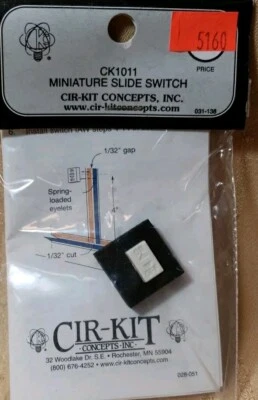 5160
PRICE
CK1011
MINIATURE SLIDE SWITCH
CIR-KIT CONCEPTS, INC.
www.cir-kitconcepts.com
031-138
1/32" gap
Spring-
loaded
eyelets
1/32" cut
CIR-KIT
CONCEPTS·INC·
32 Woodlake Dr. S.E. • Rochester, MN 55904
(800) 676-4252 • www.cir-kitconcepts.com
028-051